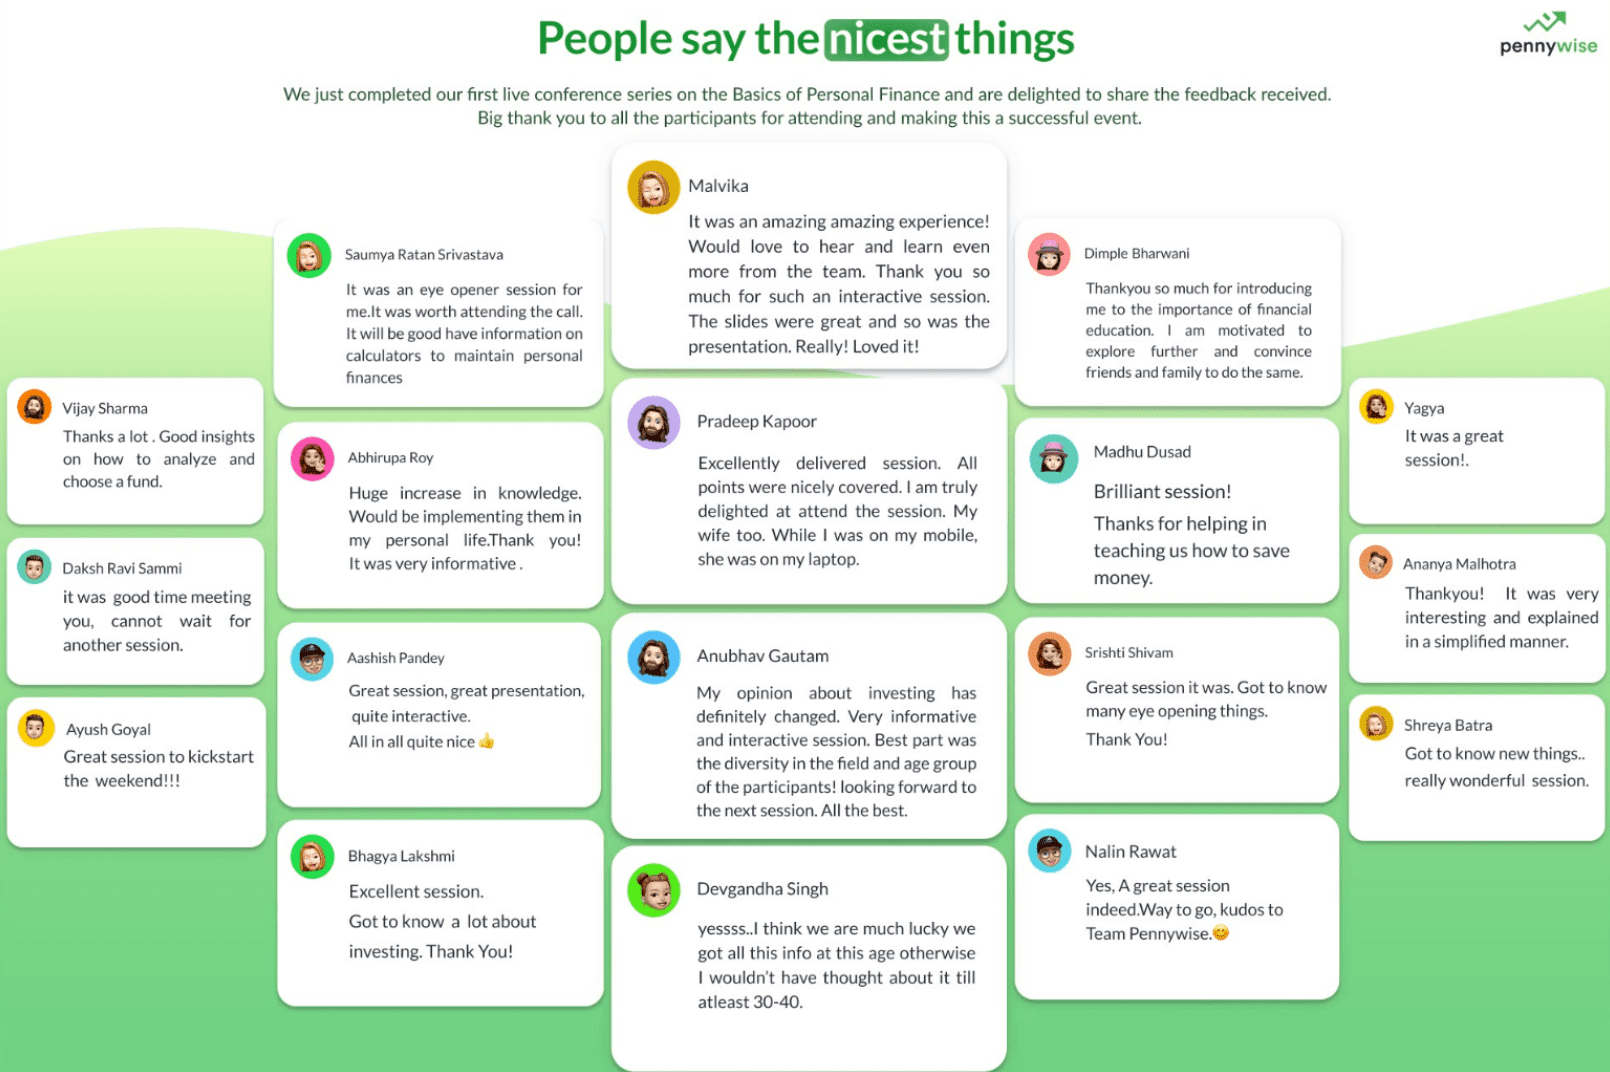 People say the nicest things
pennywise
We just completed our first live conference series on the Basics of Personal Finance and are delighted to share the feedback received.
Big thank you to all the participants for attending and making this a successful event.
Vijay Sharma
Thanks a lot . Good insights
on how to analyze and
choose a fund.
Daksh Ravi Sammi
it was good time meeting
you, cannot wait for
another session.
Ayush Goyal
Great session to kickstart
the weekend!!!
Saumya Ratan Srivastava
It was an eye opener session for
me.It was worth attending the call.
It will be good have information on
calculators to maintain personal
finances
Abhirupa Roy
Huge increase in knowledge.
Would be implementing them in
my personal life.Thank you!
It was very informative .
Aashish Pandey
Great session, great presentation,
quite interactive.
All in all quite nice 👍
Bhagya Lakshmi
Excellent session.
Got to know a lot about
investing. Thank You!
Malvika
It was an amazing amazing experience!
Would love to hear and learn even
more from the team. Thank you so
much for such an interactive session.
The slides were great and so was the
presentation. Really! Loved it!
Pradeep Kapoor
Excellently delivered session. All
points were nicely covered. I am truly
delighted at attend the session. My
wife too. While I was on my mobile,
she was on my laptop.
Anubhav Gautam
My opinion about investing has
definitely changed. Very informative
and interactive session. Best part was
the diversity in the field and age group
of the participants! looking forward to
the next session. All the best.
Devgandha Singh
yessss..I think we are much lucky we
got all this info at this age otherwise
I wouldn't have thought about it till
atleast 30-40.
Dimple Bharwani
Thankyou so much for introducing
me to the importance of financial
education. I am motivated to
explore further and convince
friends and family to do the same.
Madhu Dusad
Brilliant session!
Thanks for helping in
teaching us how to save
money.
Srishti Shivam
Great session it was. Got to know
many eye opening things.
Thank You!
Nalin Rawat
Yes, A great session
indeed.Way to go, kudos to
Team Pennywise.😊
Yagya
It was a great
session!.
Ananya Malhotra
Thankyou! It was very
interesting and explained
in a simplified manner.
Shreya Batra
Got to know new things..
really wonderful session.